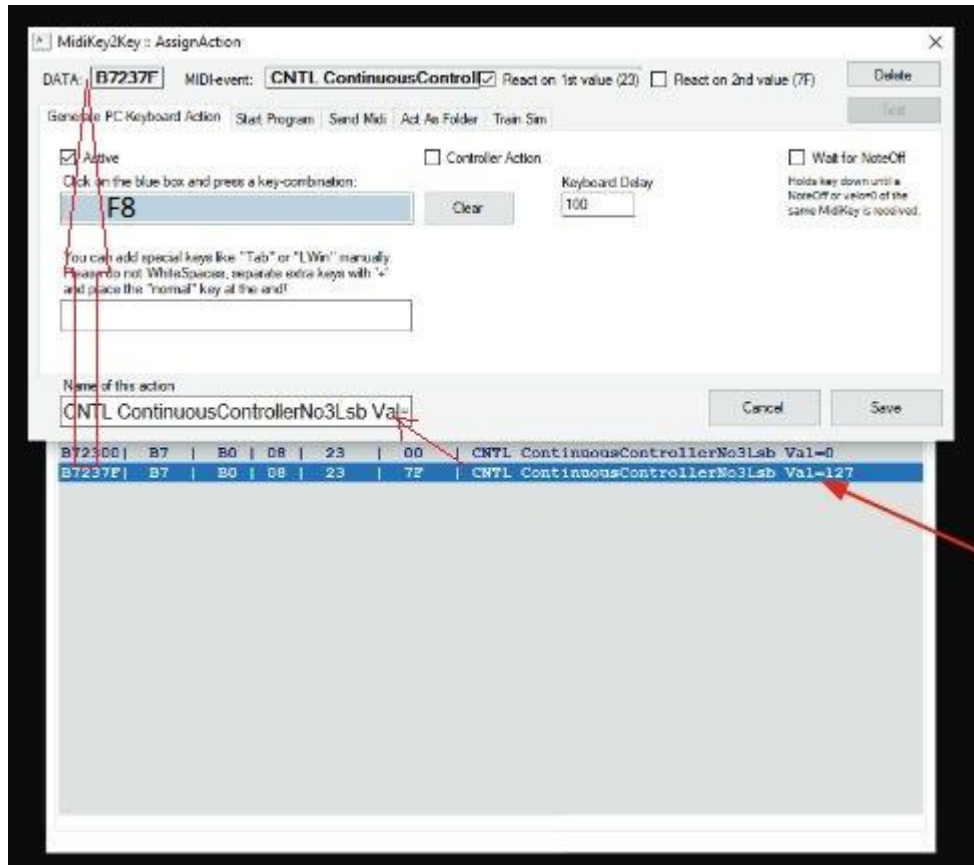 MidiKey2Key :: AssignAction
DATA: B7237F MIDI-event: CNTL ContinuousControll React on 1st value (23) React on 2nd value (7F) Delete
Generate PC-Keyboard Action Start Program Send Midi Act As Folder Train Sim Test
Active Controller Action Wait for NoteOff
Click on the blue box and press a key-combination: Keyboard Delay Holds key down until a
NoteOff or velo=0 of the
same MidiKey is received.
F8 Clear 100
You can add special keys like "Tab" or "LWin" manually.
Please do not WhiteSpaces, separate extra keys with '+'
and place the "normal" key at the end!
Name of this action
CNTL ContinuousControllerNo3Lsb Val= Cancel Save
B72300| B7 | B0 | 08 | 23 | 00 | CNTL ContinuousControllerNo3Lsb Val=0
B7237F| B7 | B0 | 08 | 23 | 7F | CNTL ContinuousControllerNo3Lsb Val=127